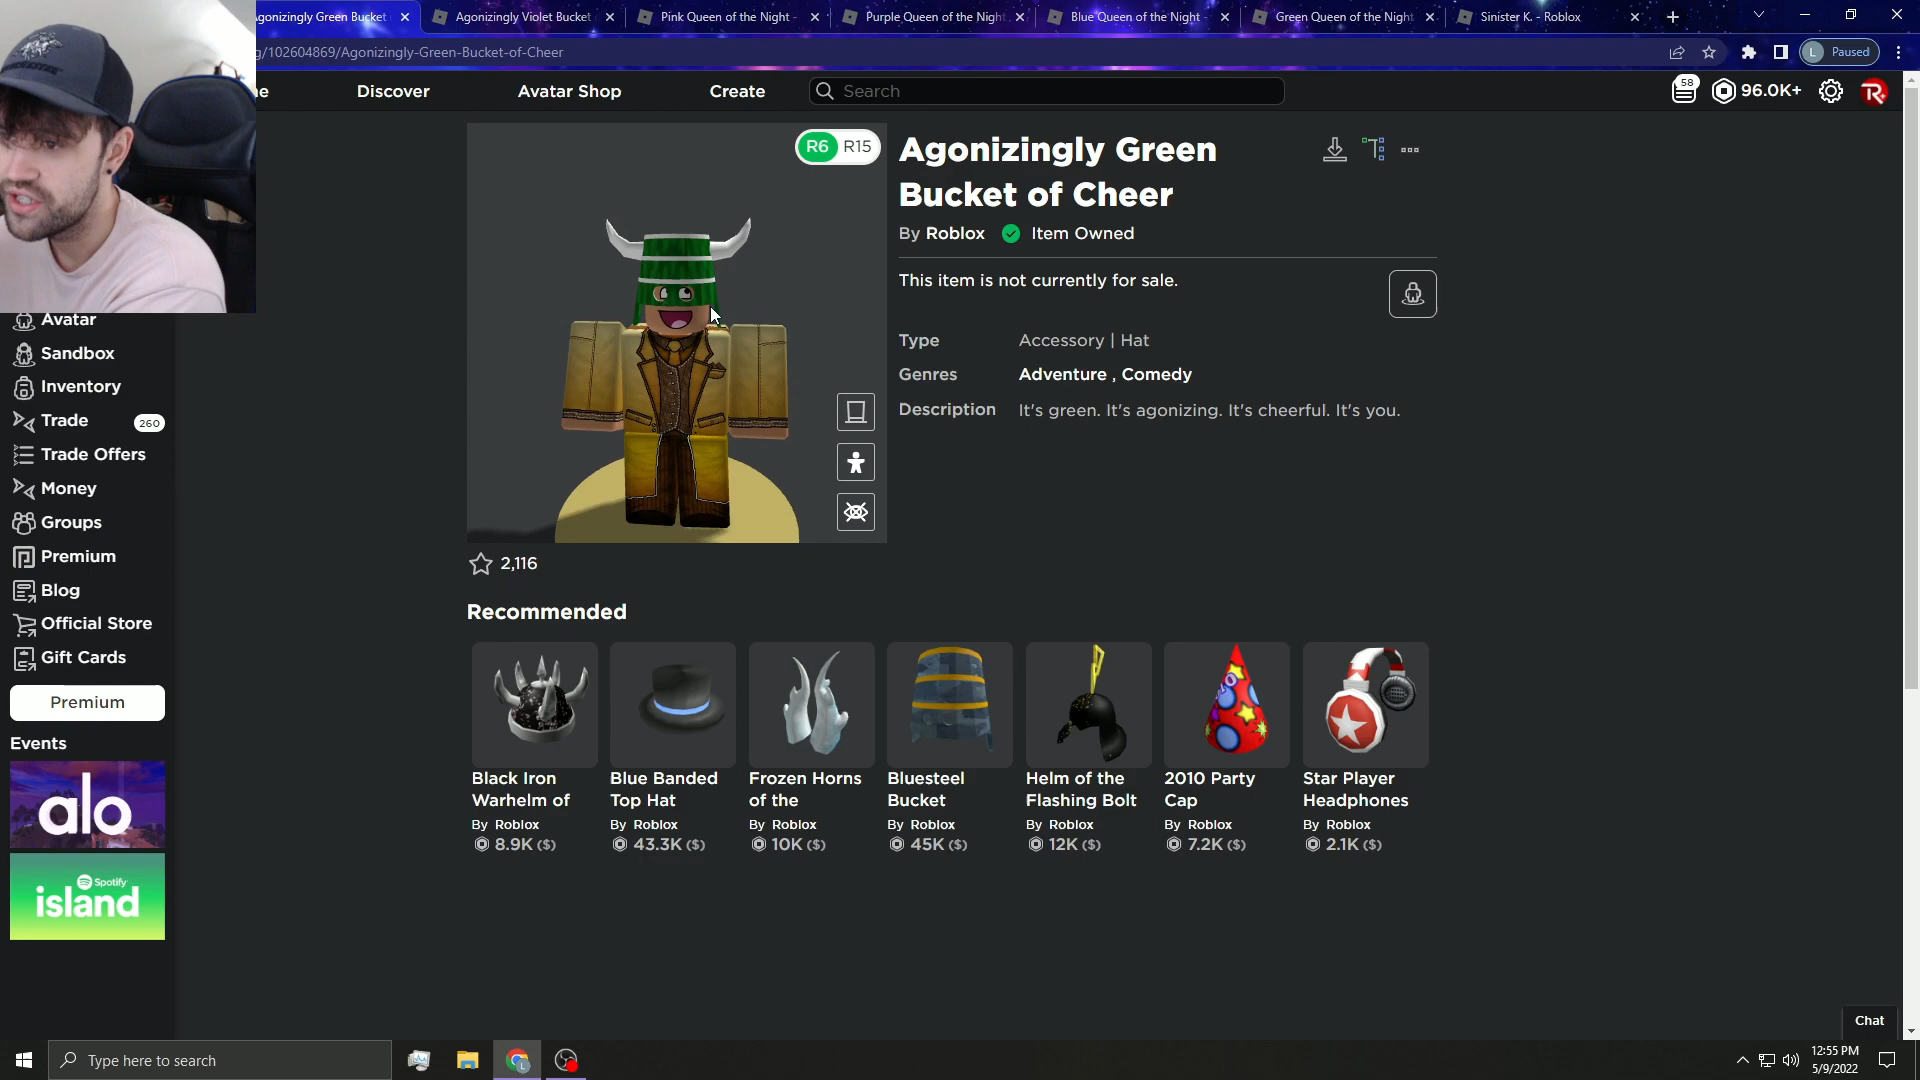 Agonizingly Green Bucket
Agonizingly Violet Bucket
Pink Queen of the Night -
Purple Queen of the Night
Blue Queen of the Night -
Green Queen of the Night
Sinister K. - Roblox
g/102604869/Agonizingly-Green-Bucket-of-Cheer
L Paused
Discover
Avatar Shop
Create
Search
58
96.0K+
R6 R15
Agonizingly Green
Bucket of Cheer
By Roblox Item Owned
This item is not currently for sale.
Type Accessory | Hat
Genres Adventure , Comedy
Description It's green. It's agonizing. It's cheerful. It's you.
2,116
Avatar
Sandbox
Inventory
Trade 260
Trade Offers
Money
Groups
Premium
Blog
Official Store
Gift Cards
Premium
Events
alo
Spotify
island
Recommended
Black Iron
Warhelm of
By Roblox
8.9K ($)
Blue Banded
Top Hat
By Roblox
43.3K ($)
Frozen Horns
of the
By Roblox
10K ($)
Bluesteel
Bucket
By Roblox
45K ($)
Helm of the
Flashing Bolt
By Roblox
12K ($)
2010 Party
Cap
By Roblox
7.2K ($)
Star Player
Headphones
By Roblox
2.1K ($)
Chat
Type here to search
12:55 PM
5/9/2022